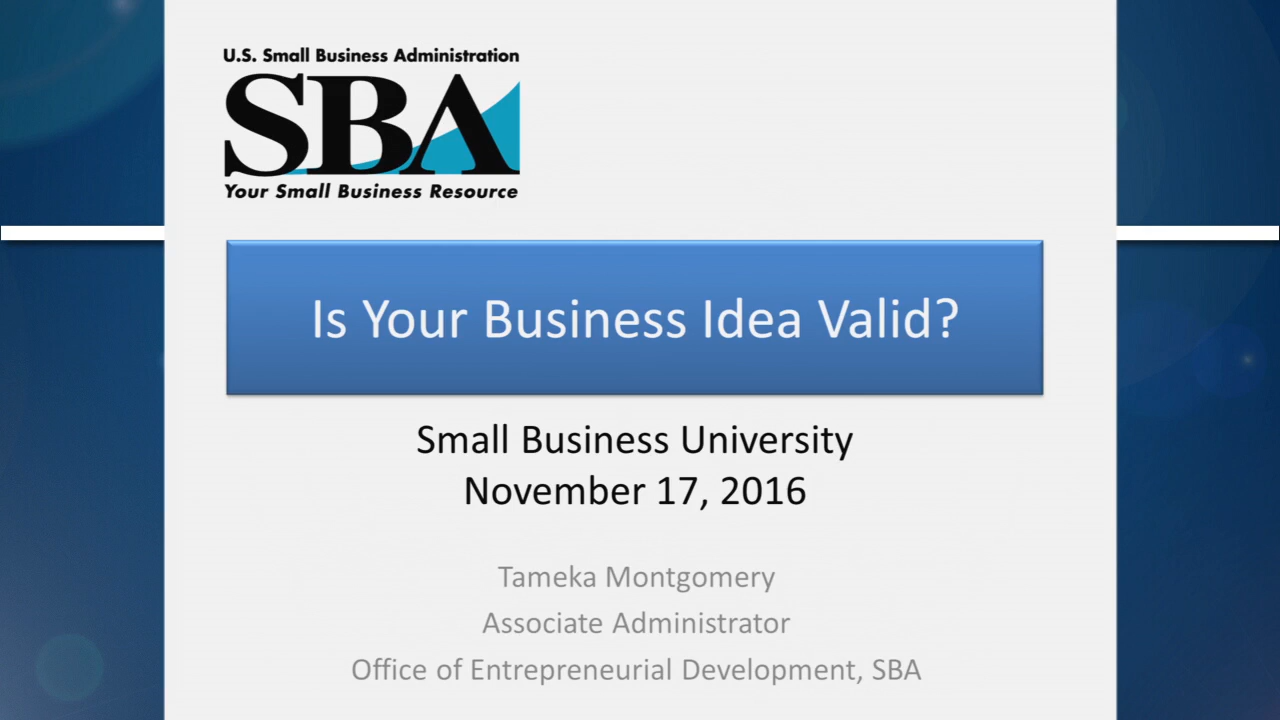 U.S. Small Business Administration
SBA
Your Small Business Resource
Is Your Business Idea Valid?
Small Business University
November 17, 2016
Tameka Montgomery
Associate Administrator
Office of Entrepreneurial Development, SBA